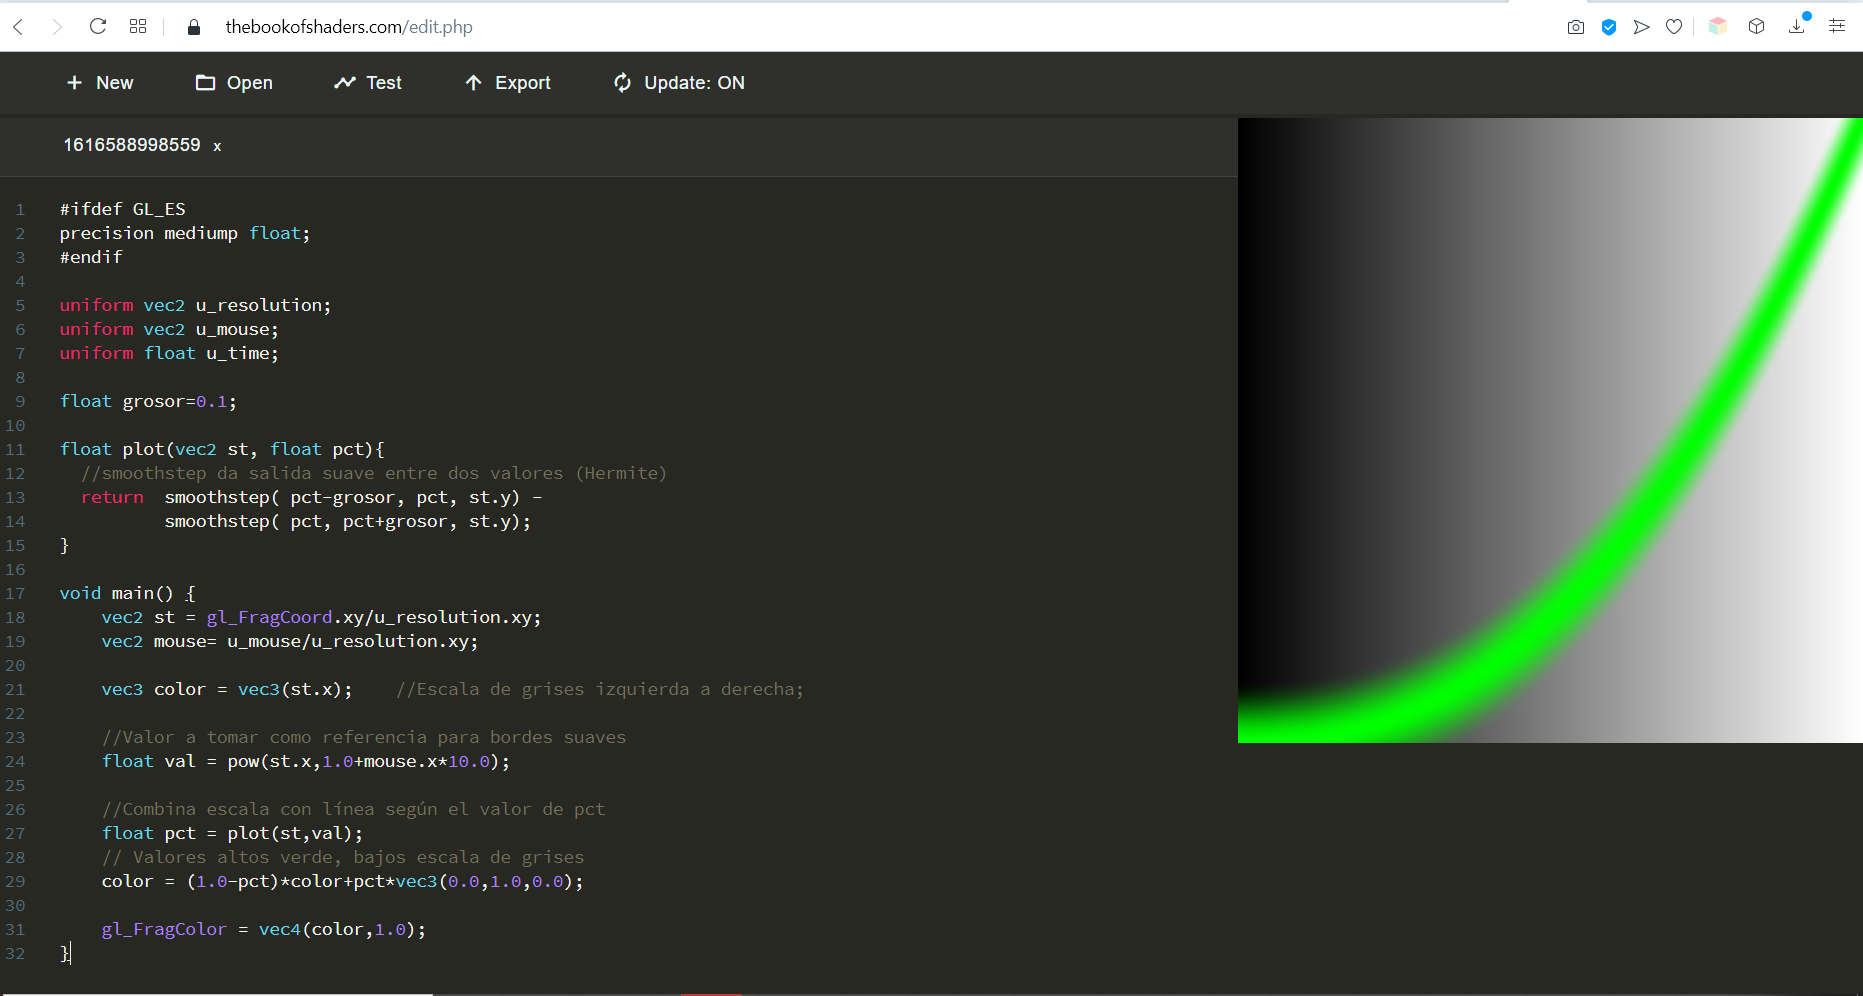 thebookofshaders.com/edit.php
New Open Test Export Update: ON
1616588998559 x
1 #ifdef GL_ES
2 precision mediump float;
3 #endif
4
5 uniform vec2 u_resolution;
6 uniform vec2 u_mouse;
7 uniform float u_time;
8
9 float grosor=0.1;
10
11 float plot(vec2 st, float pct){
12   //smoothstep da salida suave entre dos valores (Hermite)
13   return  smoothstep( pct-grosor, pct, st.y) -
14           smoothstep( pct, pct+grosor, st.y);
15 }
16
17 void main() {
18     vec2 st = gl_FragCoord.xy/u_resolution.xy;
19     vec2 mouse= u_mouse/u_resolution.xy;
20
21     vec3 color = vec3(st.x);    //Escala de grises izquierda a derecha;
22
23     //Valor a tomar como referencia para bordes suaves
24     float val = pow(st.x,1.0+mouse.x*10.0);
25
26     //Combina escala con línea según el valor de pct
27     float pct = plot(st,val);
28     // Valores altos verde, bajos escala de grises
29     color = (1.0-pct)*color+pct*vec3(0.0,1.0,0.0);
30
31     gl_FragColor = vec4(color,1.0);
32 }